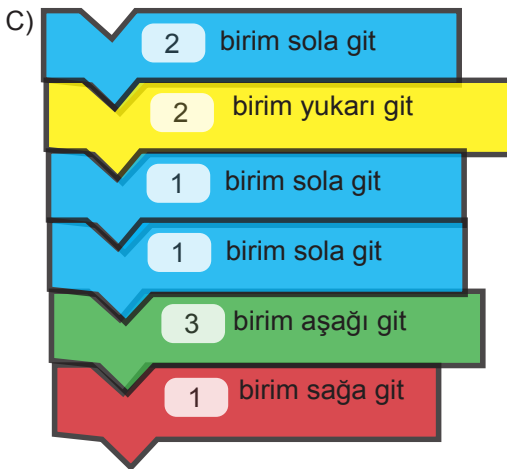 C)
2 birim sola git
2 birim yukarı git
1 birim sola git
1 birim sola git
3 birim aşağı git
1 birim sağa git